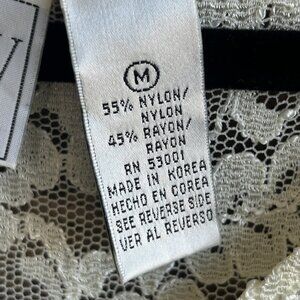 M
55% NYLON/
NYLON
45% RAYON/
RAYON
RN 53001
MADE IN KOREA
HECHO EN COREA
SEE REVERSE SIDE
VER AL REVERSO